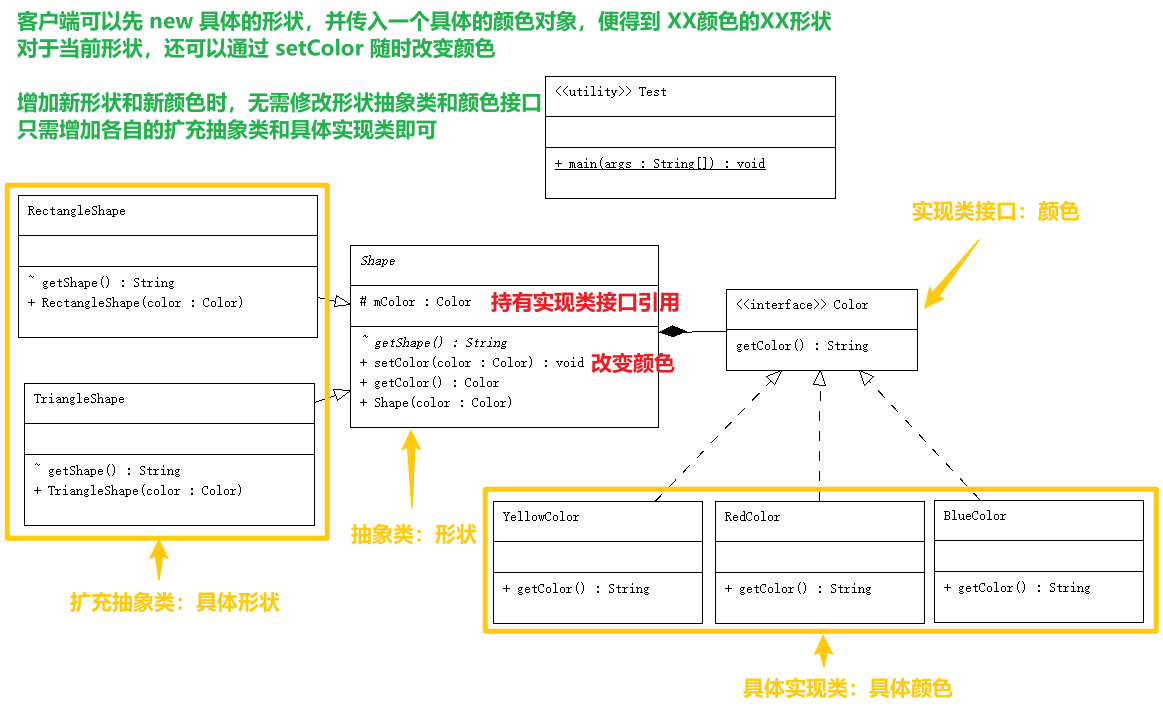 客户端可以先 new 具体的形状，并传入一个具体的颜色对象，便得到 XX颜色的XX形状
对于当前形状，还可以通过 setColor 随时改变颜色
增加新形状和新颜色时，无需修改形状抽象类和颜色接口
只需增加各自的扩充抽象类和具体实现类即可
<<utility>> Test
+ main(args : String[]) : void
RectangleShape
~ getShape() : String
+ RectangleShape(color : Color)
TriangleShape
~ getShape() : String
+ TriangleShape(color : Color)
扩充抽象类：具体形状
Shape
# mColor : Color 持有实现类接口引用
~ getShape() : String
+ setColor(color : Color) : void 改变颜色
+ getColor() : Color
+ Shape(color : Color)
抽象类：形状
实现类接口：颜色
<<interface>> Color
getColor() : String
YellowColor
+ getColor() : String
RedColor
+ getColor() : String
BlueColor
+ getColor() : String
具体实现类：具体颜色